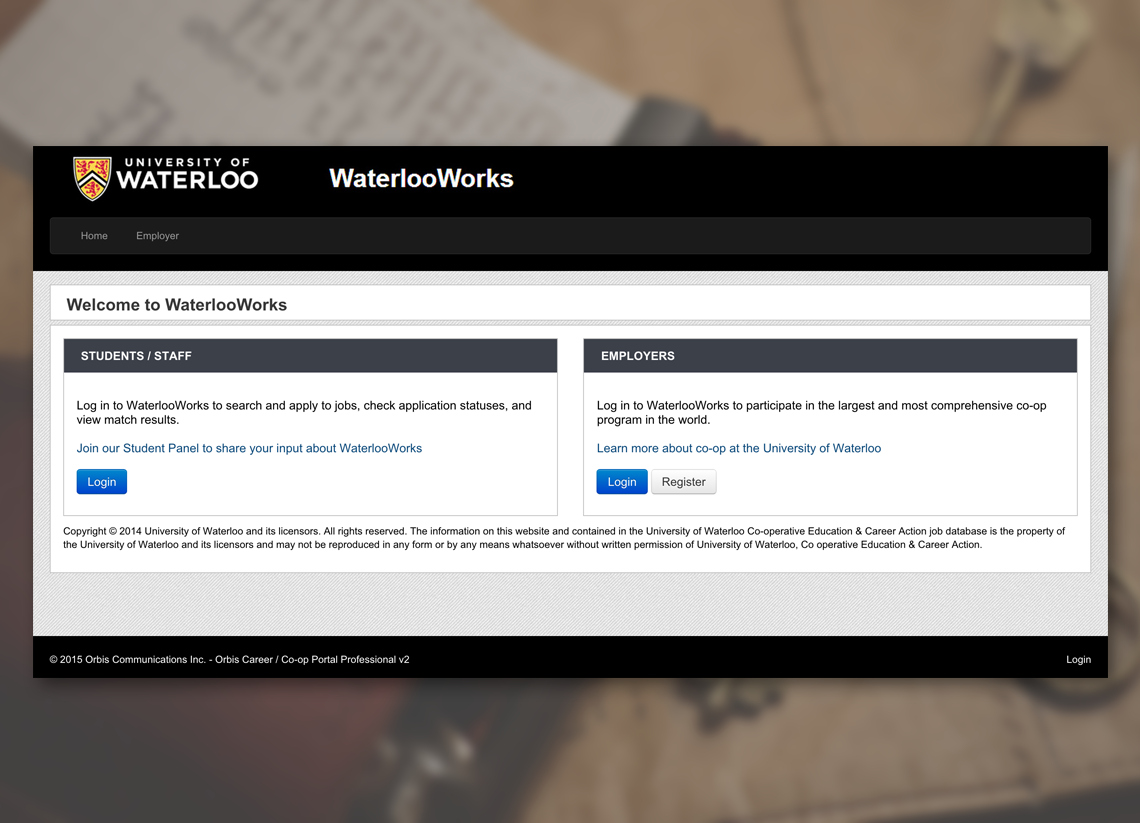 UNIVERSITY OF
WATERLOO
WaterlooWorks
Home Employer
Welcome to WaterlooWorks
STUDENTS / STAFF
Log in to WaterlooWorks to search and apply to jobs, check application statuses, and
view match results.
Join our Student Panel to share your input about WaterlooWorks
Login
EMPLOYERS
Log in to WaterlooWorks to participate in the largest and most comprehensive co-op
program in the world.
Learn more about co-op at the University of Waterloo
Login Register
Copyright © 2014 University of Waterloo and its licensors. All rights reserved. The information on this website and contained in the University of Waterloo Co-operative Education & Career Action job database is the property of
the University of Waterloo and its licensors and may not be reproduced in any form or by any means whatsoever without written permission of University of Waterloo, Co operative Education & Career Action.
© 2015 Orbis Communications Inc. - Orbis Career / Co-op Portal Professional v2
Login